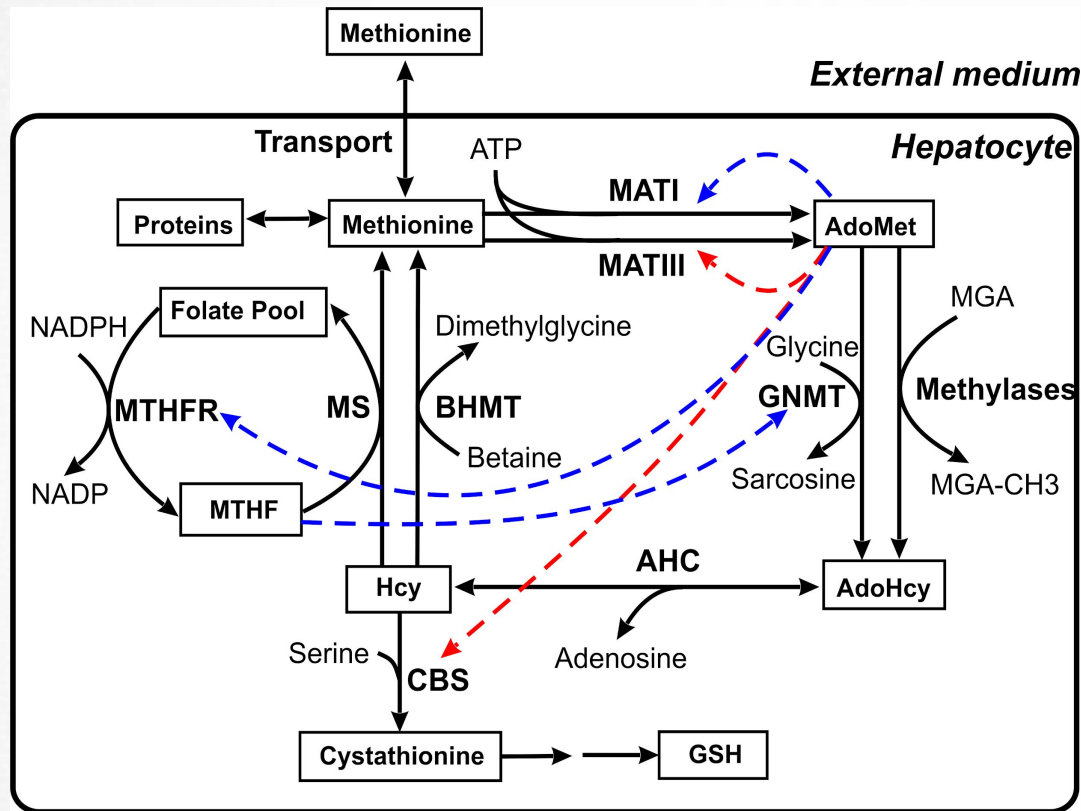 Methionine
External medium
Transport
Hepatocyte
ATP
MATI
Proteins
Methionine
AdoMet
MATIII
Folate Pool
MGA
NADPH
Dimethylglycine
Glycine
MTHFR
MS
BHMT
GNMT
Methylases
Betaine
Sarcosine
NADP
MTHF
MGA-CH3
AHC
Hcy
AdoHcy
Serine
Adenosine
CBS
Cystathionine
GSH